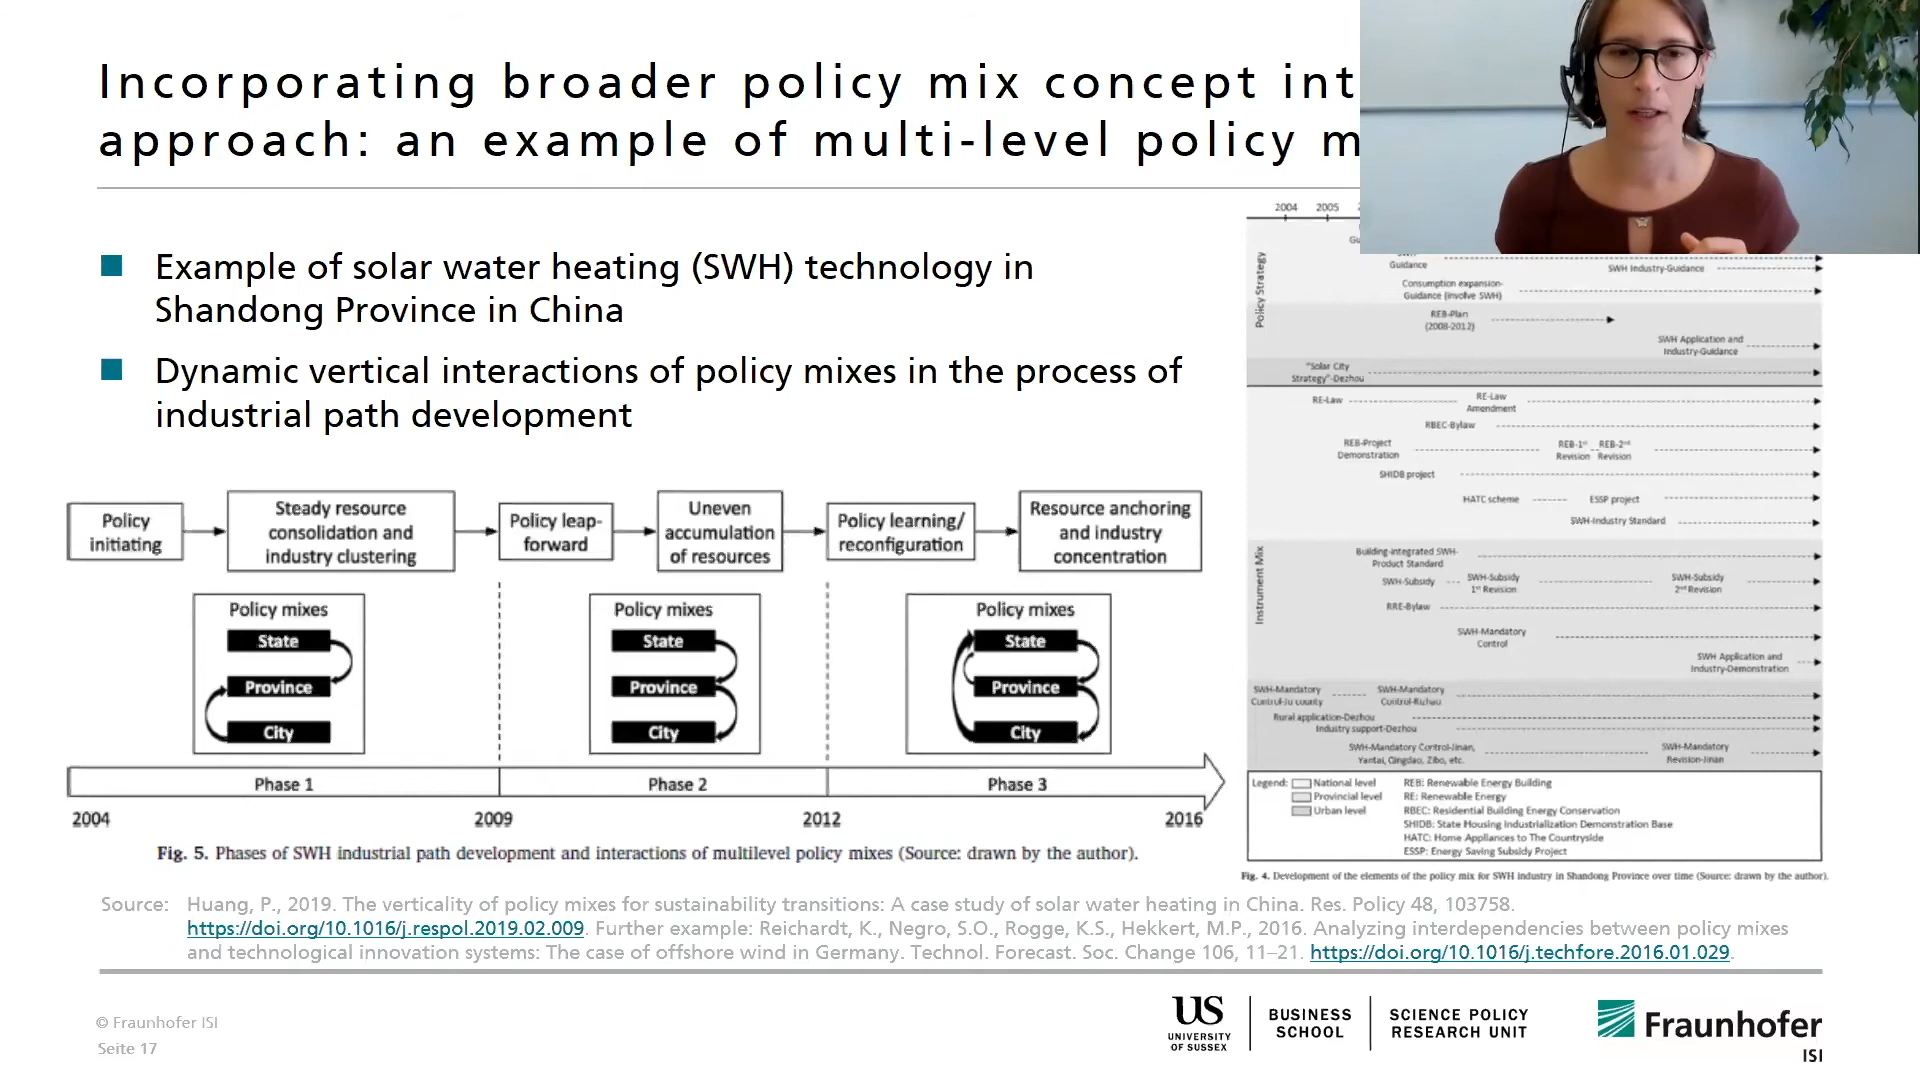 Incorporating broader policy mix concept int
approach: an example of multi-level policy m
Example of solar water heating (SWH) technology in
Shandong Province in China
Dynamic vertical interactions of policy mixes in the process of
industrial path development
Policy
initiating
Steady resource
consolidation and
industry clustering
Policy leap-
forward
Uneven
accumulation
of resources
Policy learning/
reconfiguration
Resource anchoring
and industry
concentration
Policy mixes
State
Province
City
Policy mixes
State
Province
City
Policy mixes
State
Province
City
Phase 1
Phase 2
Phase 3
2004
2009
2012
2016
Fig. 5. Phases of SWH industrial path development and interactions of multilevel policy mixes (Source: drawn by the author).
2004 2005
Policy Strategy
Guidance
SWH Industry-Guidance
Consumption expansion-
Guidance (involve SWH)
REB-Plan
(2008-2012)
SWH Application and
Industry-Guidance
"Solar City
Strategy"-Dezhou
Instrument Mix
RE-Law
RE-Law
Amendment
RBEC-Bylaw
REB-Project
Demonstration
REB-1st
Revision
REB-2nd
Revision
SHIDB project
HATC scheme
ESSP project
SWH-Industry Standard
Building-integrated SWH-
Product Standard
SWH-Subsidy
SWH-Subsidy
1st Revision
SWH-Subsidy
2nd Revision
RRE-Bylaw
SWH-Mandatory
Control
SWH Application and
Industry-Demonstration
SWH-Mandatory
Control-Ju county
SWH-Mandatory
Control-Rizhao
Rural application-Dezhou
Industry support-Dezhou
SWH-Mandatory Control-Jinan,
Yantai, Qingdao, Zibo, etc.
SWH-Mandatory
Revision-Jinan
Legend:
National level
Provincial level
Urban level
REB: Renewable Energy Building
RE: Renewable Energy
RBEC: Residential Building Energy Conservation
SHIDB: State Housing Industrialization Demonstration Base
HATC: Home Appliances to The Countryside
ESSP: Energy Saving Subsidy Project
Fig. 4. Development of the elements of the policy mix for SWH industry in Shandong Province over time (Source: drawn by the author).
Source: Huang, P., 2019. The verticality of policy mixes for sustainability transitions: A case study of solar water heating in China. Res. Policy 48, 103758.
https://doi.org/10.1016/j.respol.2019.02.009. Further example: Reichardt, K., Negro, S.O., Rogge, K.S., Hekkert, M.P., 2016. Analyzing interdependencies between policy mixes
and technological innovation systems: The case of offshore wind in Germany. Technol. Forecast. Soc. Change 106, 11–21. https://doi.org/10.1016/j.techfore.2016.01.029.
© Fraunhofer ISI
Seite 17
US
UNIVERSITY
OF SUSSEX
BUSINESS
SCHOOL
SCIENCE POLICY
RESEARCH UNIT
Fraunhofer
ISI